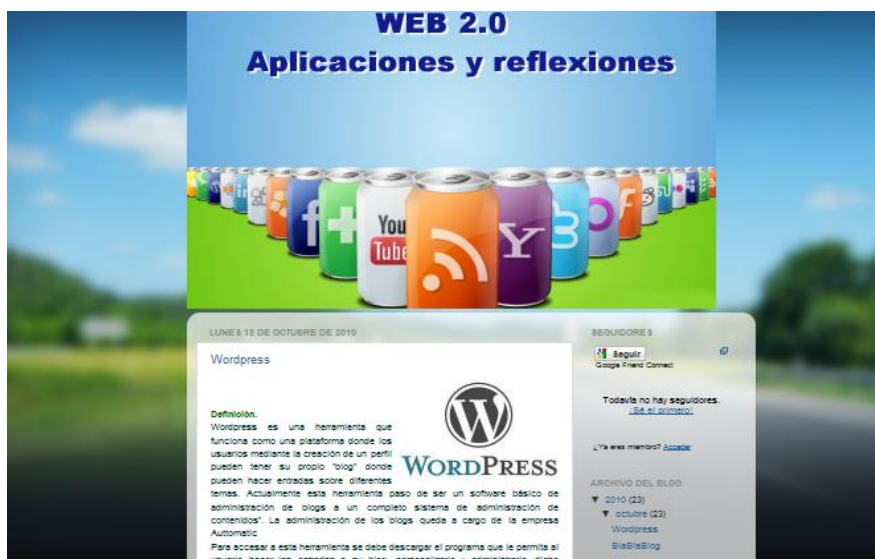 WEB 2.0
Aplicaciones y reflexiones
in
f
You
Tube
Y
LUNES 18 DE OCTUBRE DE 2010
Wordpress
Definición.
Wordpress es una herramienta que
funciona como una plataforma donde los
usuarios mediante la creación de un perfil
pueden tener su propio "blog" donde
pueden hacer entradas sobre diferentes
temas. Actualmente esta herramienta paso de ser un software básico de
administración de blogs a un completo sistema de administración de
contenidos". La administración de los blogs queda a cargo de la empresa
Auttomatic
Para accesar a esta herramienta se debe descargar el programa que le permita al
WORDPRESS
SEGUIDORES
Seguir
Google Friend Connect
Todavía no hay seguidores.
¡Sé el primero!
¿Ya eres miembro? Acceder
ARCHIVO DEL BLOG
▼ 2010 (23)
▼ octubre (23)
Wordpress
BlaBlaBlog